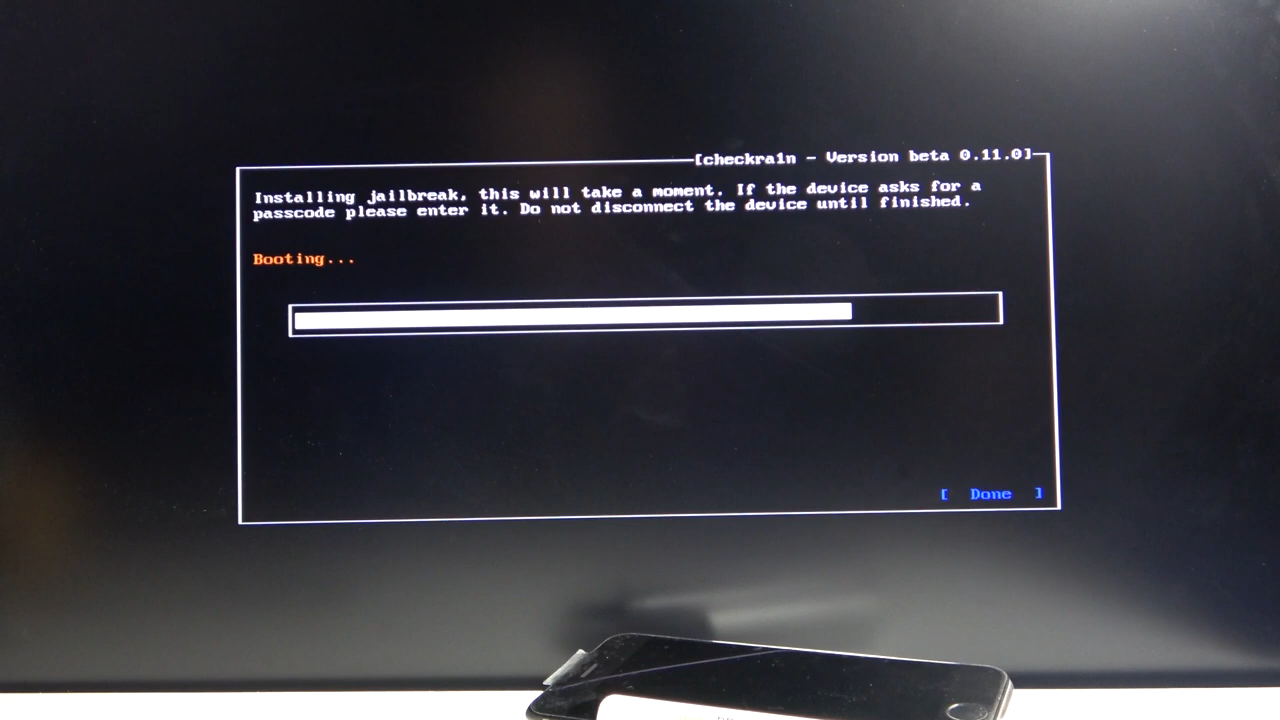 [checkra1n - Version beta 0.11.0]
Installing jailbreak, this will take a moment. If the device asks for a
passcode please enter it. Do not disconnect the device until finished.
Booting...
[ Done ]